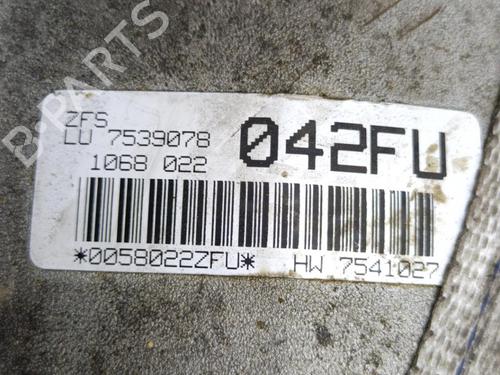 B-PARTS
ZFS
LU 7539078 042FU
1068 022
*0058022ZFU* HW 7541027